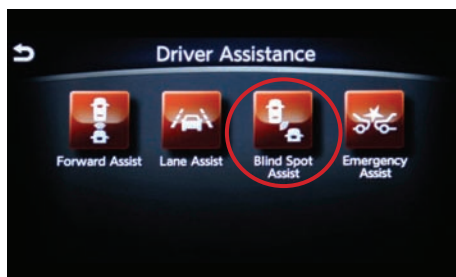 Driver Assistance
Forward Assist
Lane Assist
Blind Spot
Assist
Emergency
Assist